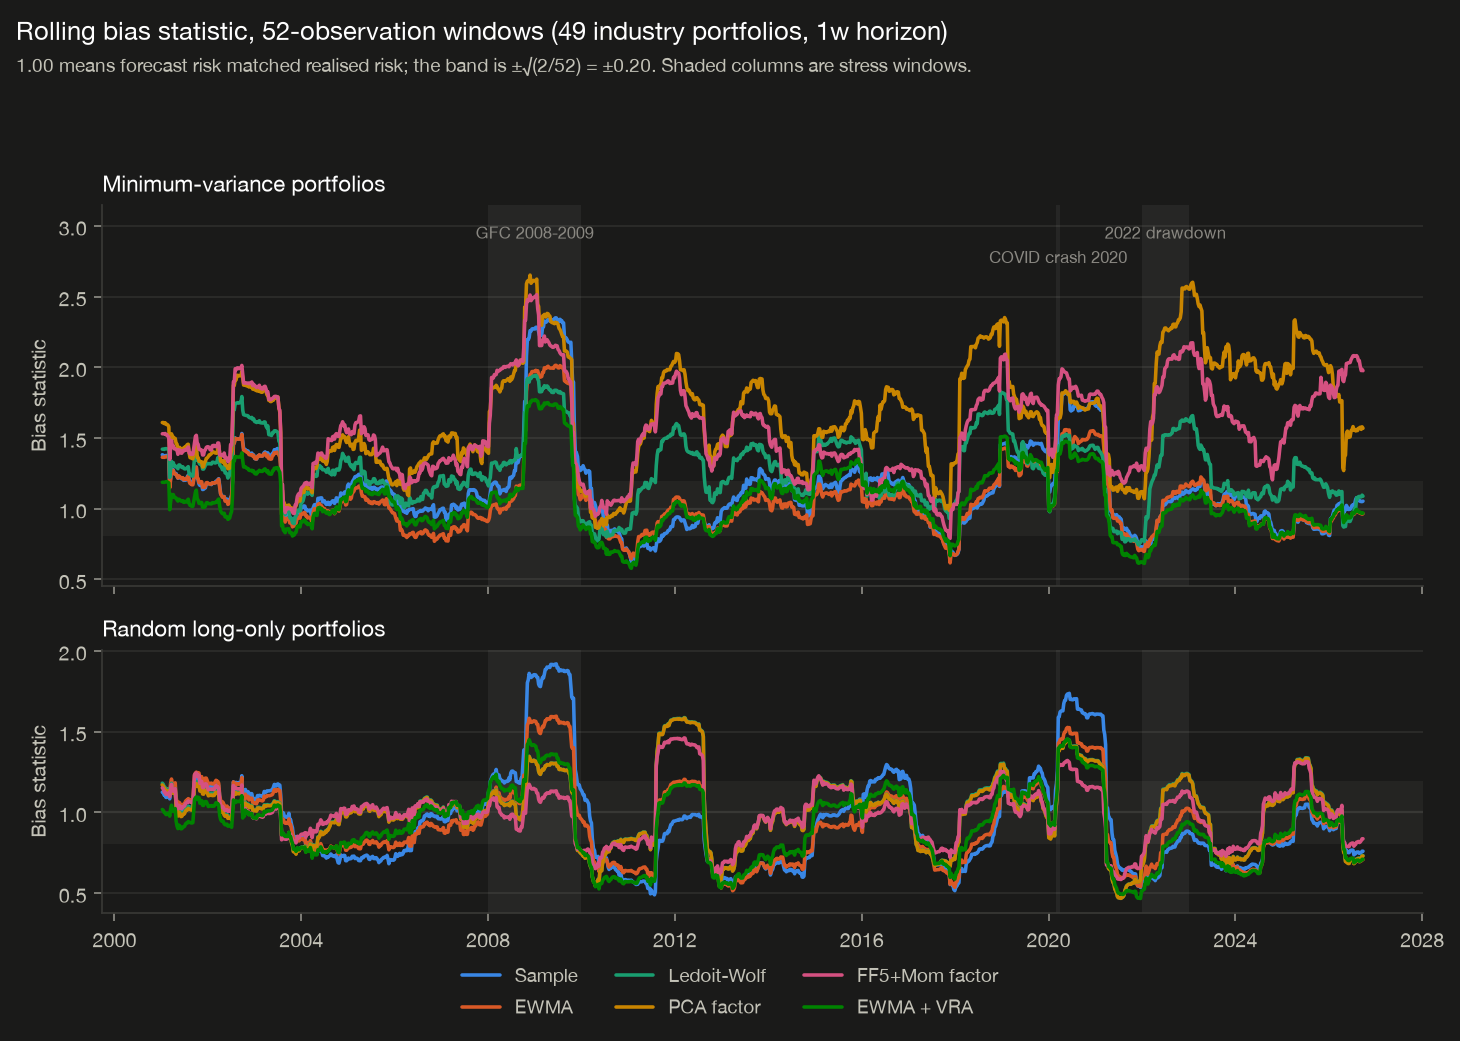 Rolling bias statistic, 52-observation windows (49 industry portfolios, 1w horizon)
1.00 means forecast risk matched realised risk; the band is ±√(2/52) = ±0.20. Shaded columns are stress windows.
Minimum-variance portfolios
3.0
GFC 2008-2009
2022 drawdown
COVID crash 2020
2.5
2.0
Bias statistic
1.5
1.0
0.5
Random long-only portfolios
2.0
1.5
Bias statistic
1.0
0.5
2000 2004 2008 2012 2016 2020 2024 2028
Sample Ledoit-Wolf FF5+Mom factor
EWMA PCA factor EWMA + VRA